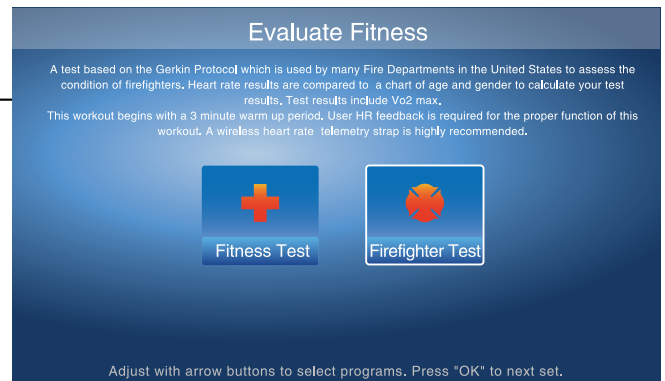 Evaluate Fitness
A test based on the Gerkin Protocol which is used by many Fire Departments in the United States to assess the
condition of firefighters. Heart rate results are compared to a chart of age and gender to calculate your test
results. Test results include Vo2 max.
This workout begins with a 3 minute warm up period. User HR feedback is required for the proper function of this
workout. A wireless heart rate telemetry strap is highly recommended.
Fitness Test
Firefighter Test
Adjust with arrow buttons to select programs. Press "OK" to next set.